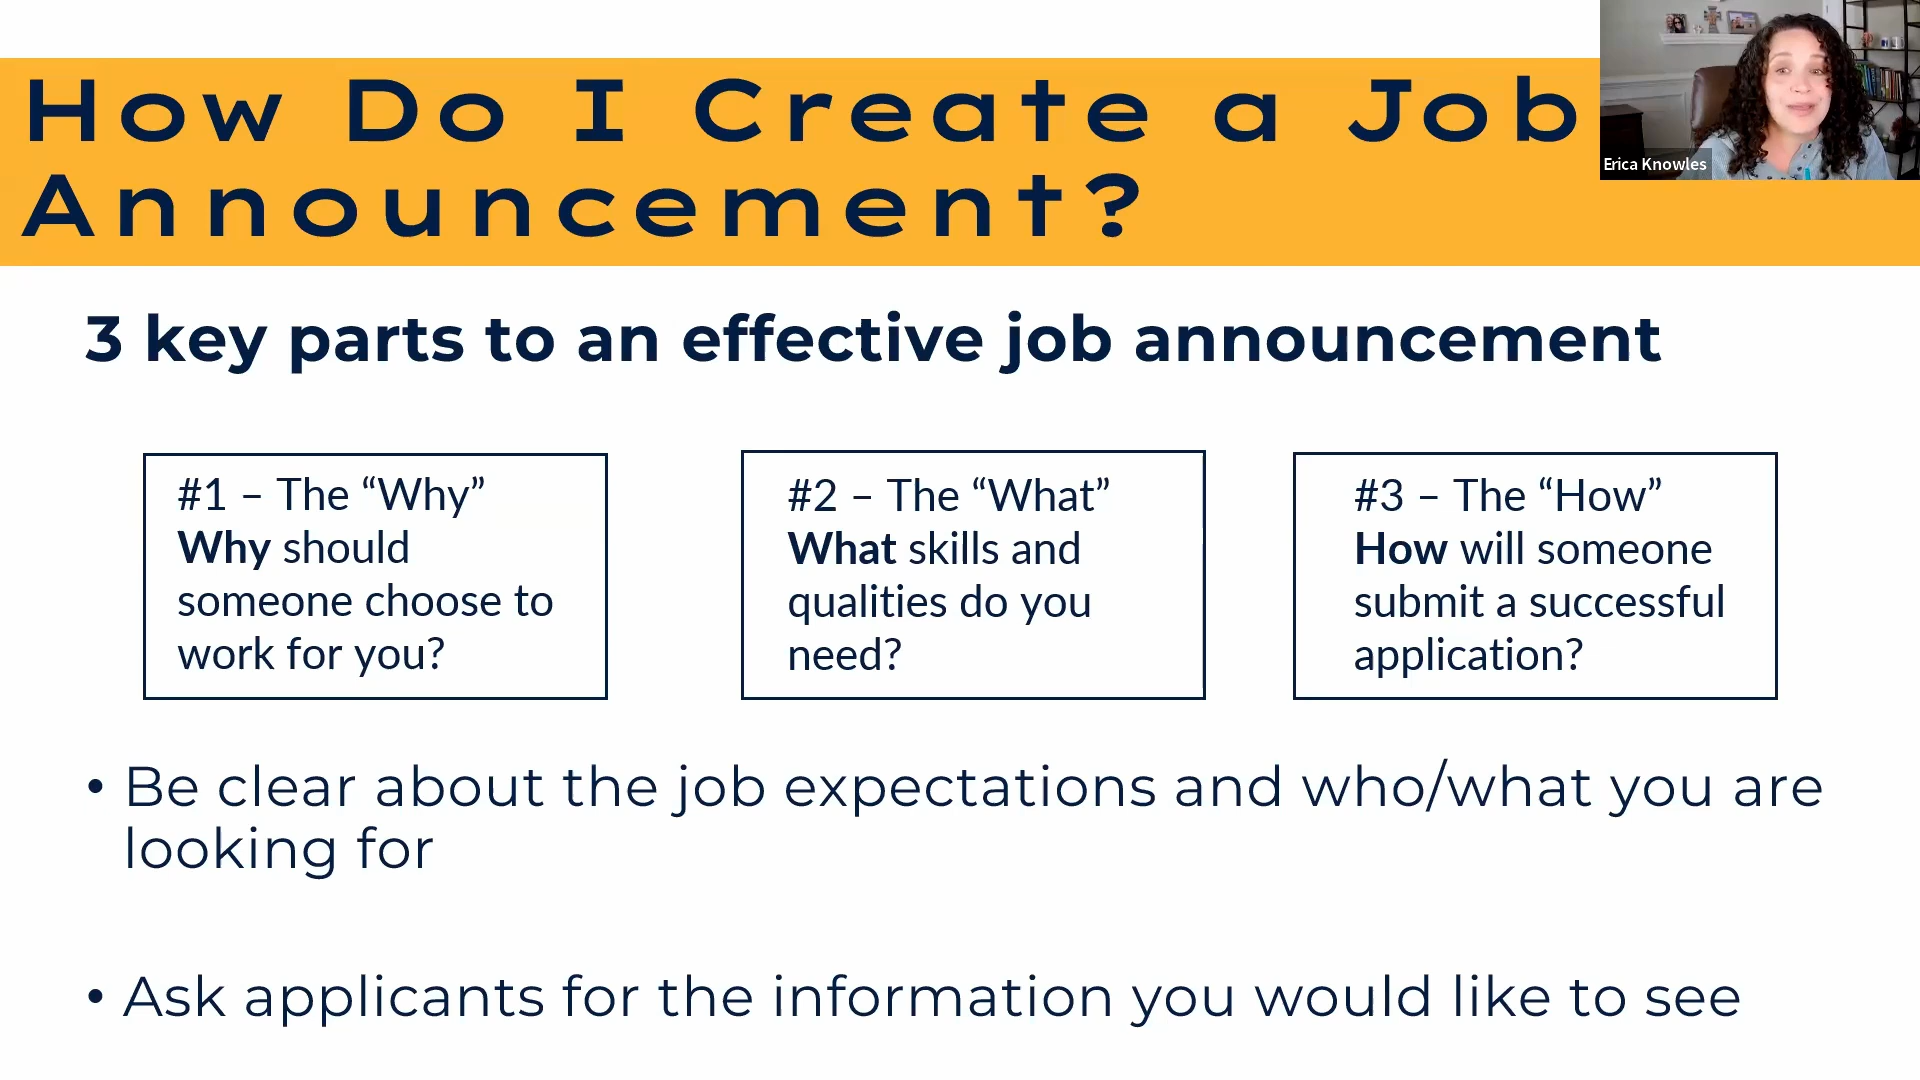 How Do I Create a Job
Announcement?
Erica Knowles
3 key parts to an effective job announcement
#1 – The “Why”
Why should
someone choose to
work for you?
#2 – The “What”
What skills and
qualities do you
need?
#3 – The “How”
How will someone
submit a successful
application?
• Be clear about the job expectations and who/what you are
looking for
• Ask applicants for the information you would like to see